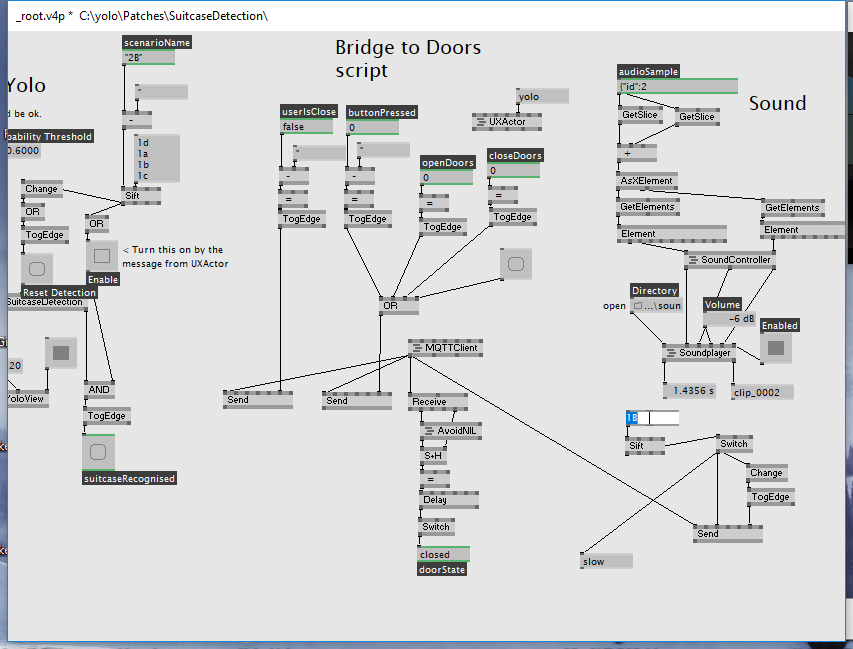 _root.v4p * C:\yolo\Patches\SuitcaseDetection\
scenarioName
"2B"
Yolo
d be ok.
bability Threshold
0.6000
"
-
1d
1a
1b
1c
Change
Sift
OR
OR
TogEdge
< Turn this on by the
message from UXActor
Enable
Reset Detection
SuitcaseDetection
20
YoloView
AND
TogEdge
suitcaseRecognised
Bridge to Doors
script
yolo
UXActor
userIsClose
buttonPressed
false
0
"
"
openDoors
closeDoors
0
0
-
-
=
=
=
=
TogEdge
TogEdge
TogEdge
TogEdge
OR
MQTTClient
Send
Send
Receive
AvoidNIL
S+H
=
Delay
Switch
closed
doorState
audioSample
{"id":2
Sound
GetSlice
GetSlice
+
AsXElement
GetElements
GetElements
Element
Element
SoundController
Directory
open
...\soun
Volume
-6 dB
Enabled
Soundplayer
1.4356 s
clip_0002
1B
Sift
Switch
Change
TogEdge
Send
slow